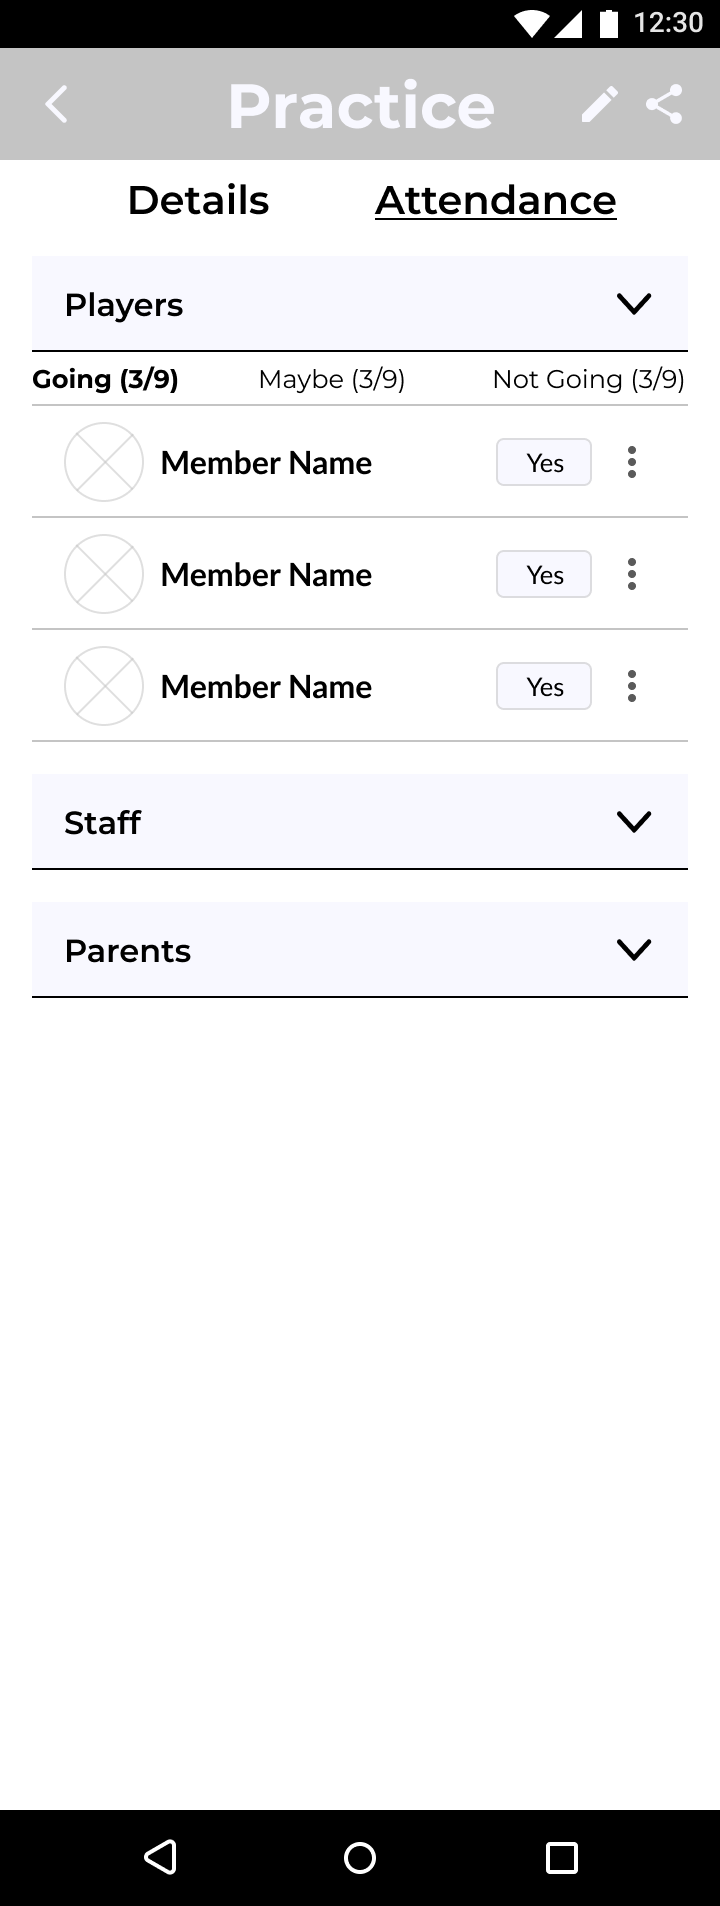 12:30
Practice
Details Attendance
Players
Going (3/9) Maybe (3/9) Not Going (3/9)
Member Name Yes
Member Name Yes
Member Name Yes
Staff
Parents